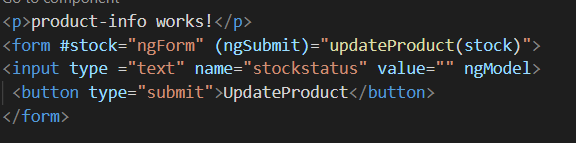 Go to component
<p>product-info works!</p>
<form #stock="ngForm" (ngSubmit)="updateProduct(stock)">
<input type ="text" name="stockstatus" value="" ngModel>
<button type="submit">UpdateProduct</button>
</form>